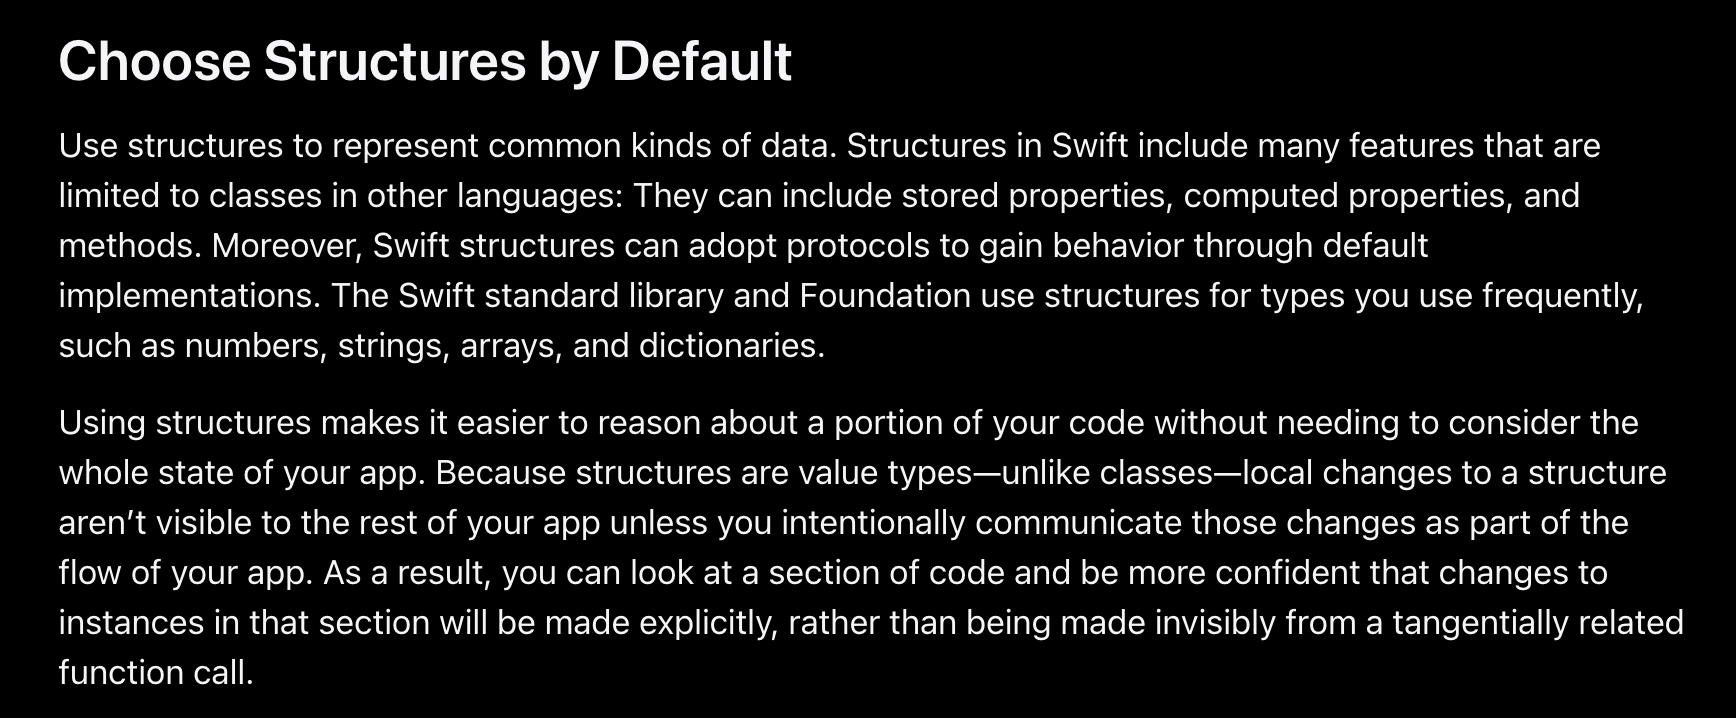 Choose Structures by Default
Use structures to represent common kinds of data. Structures in Swift include many features that are
limited to classes in other languages: They can include stored properties, computed properties, and
methods. Moreover, Swift structures can adopt protocols to gain behavior through default
implementations. The Swift standard library and Foundation use structures for types you use frequently,
such as numbers, strings, arrays, and dictionaries.
Using structures makes it easier to reason about a portion of your code without needing to consider the
whole state of your app. Because structures are value types—unlike classes—local changes to a structure
aren’t visible to the rest of your app unless you intentionally communicate those changes as part of the
flow of your app. As a result, you can look at a section of code and be more confident that changes to
instances in that section will be made explicitly, rather than being made invisibly from a tangentially related
function call.